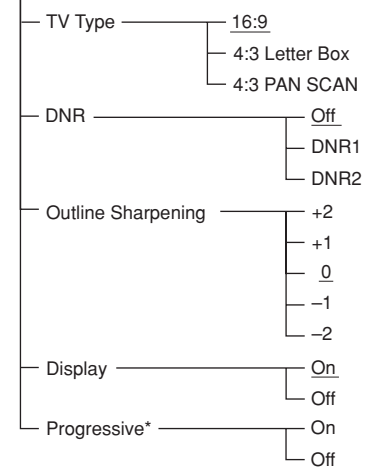 TV Type 16:9
4:3 Letter Box
4:3 PAN SCAN
DNR Off
DNR1
DNR2
Outline Sharpening +2
+1
0
–1
–2
Display On
Off
Progressive* On
Off